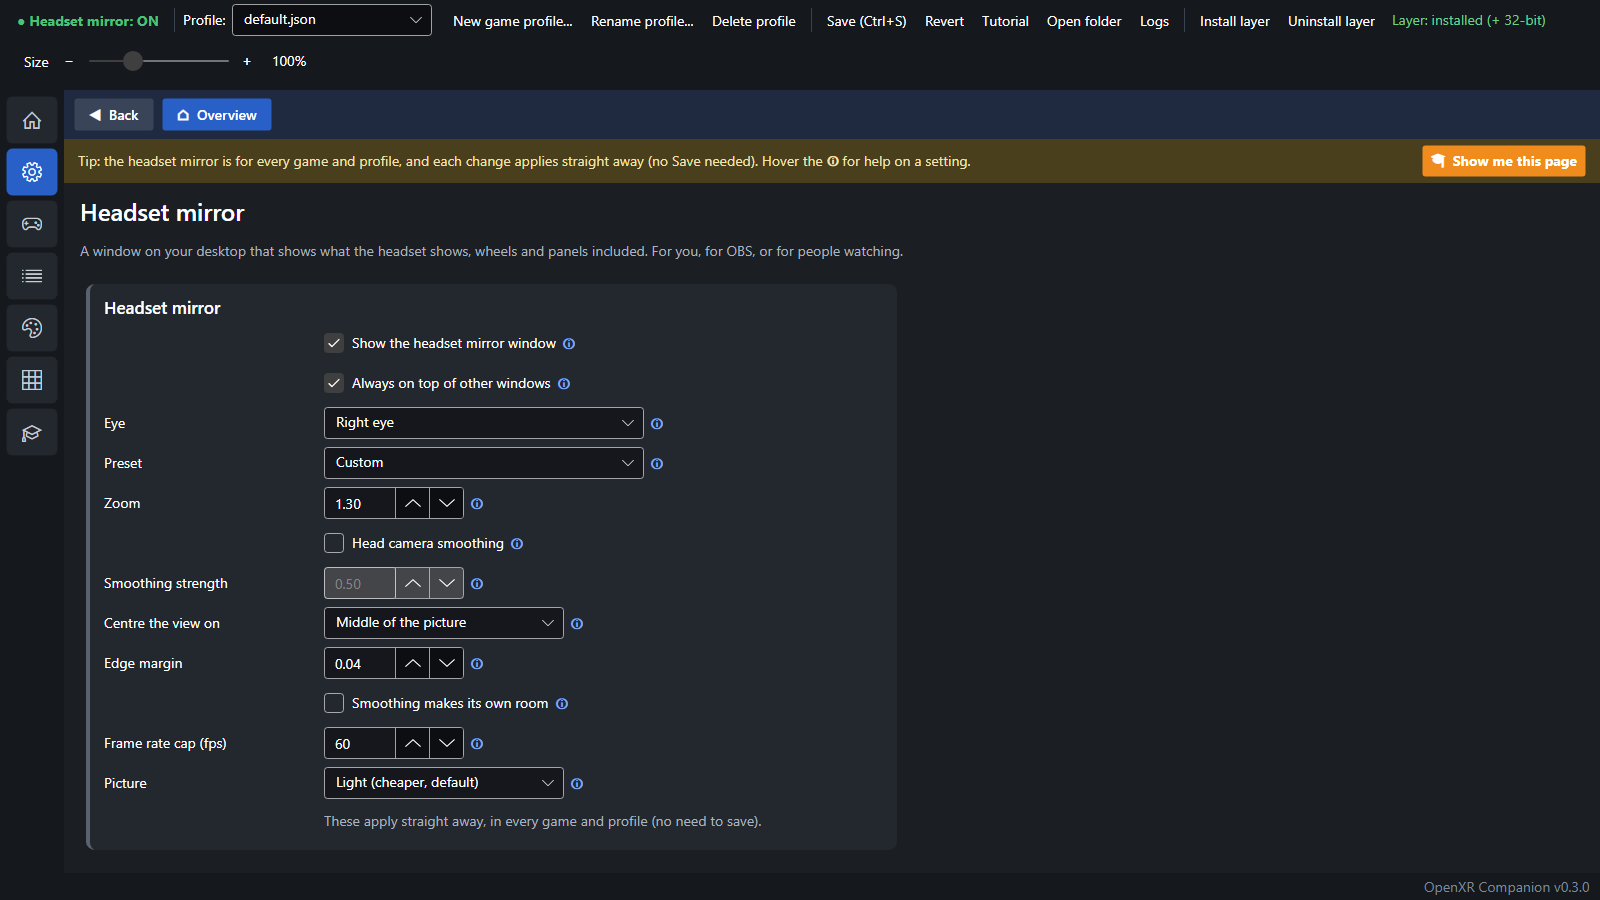 ● Headset mirror: ON Profile: default.json New game profile... Rename profile... Delete profile Save (Ctrl+S) Revert Tutorial Open folder Logs Install layer Uninstall layer Layer: installed (+ 32-bit)
Size − + 100%
Back Overview
Tip: the headset mirror is for every game and profile, and each change applies straight away (no Save needed). Hover the ⓘ for help on a setting. Show me this page
Headset mirror
A window on your desktop that shows what the headset shows, wheels and panels included. For you, for OBS, or for people watching.
Headset mirror
Show the headset mirror window
Always on top of other windows
Eye Right eye
Preset Custom
Zoom 1.30
Head camera smoothing
Smoothing strength 0.50
Centre the view on Middle of the picture
Edge margin 0.04
Smoothing makes its own room
Frame rate cap (fps) 60
Picture Light (cheaper, default)
These apply straight away, in every game and profile (no need to save).
OpenXR Companion v0.3.0